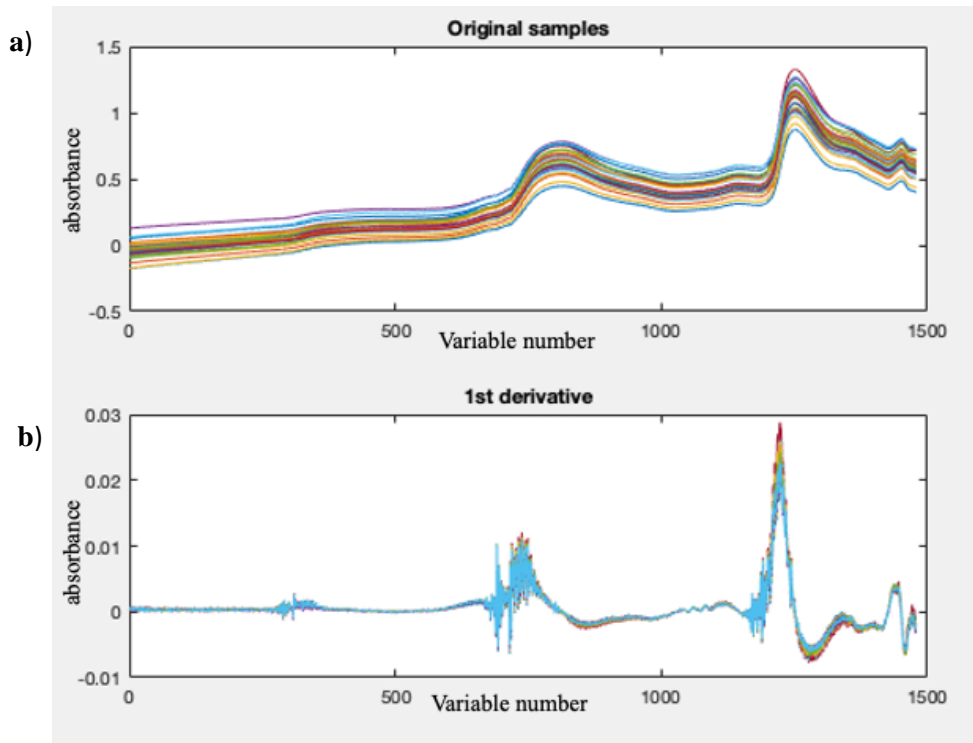 a)
Original samples
1.5
1
0.5
0
-0.5
absorbance
0 500 1000 1500
Variable number
b)
1st derivative
0.03
0.02
0.01
0
-0.01
absorbance
0 500 1000 1500
Variable number